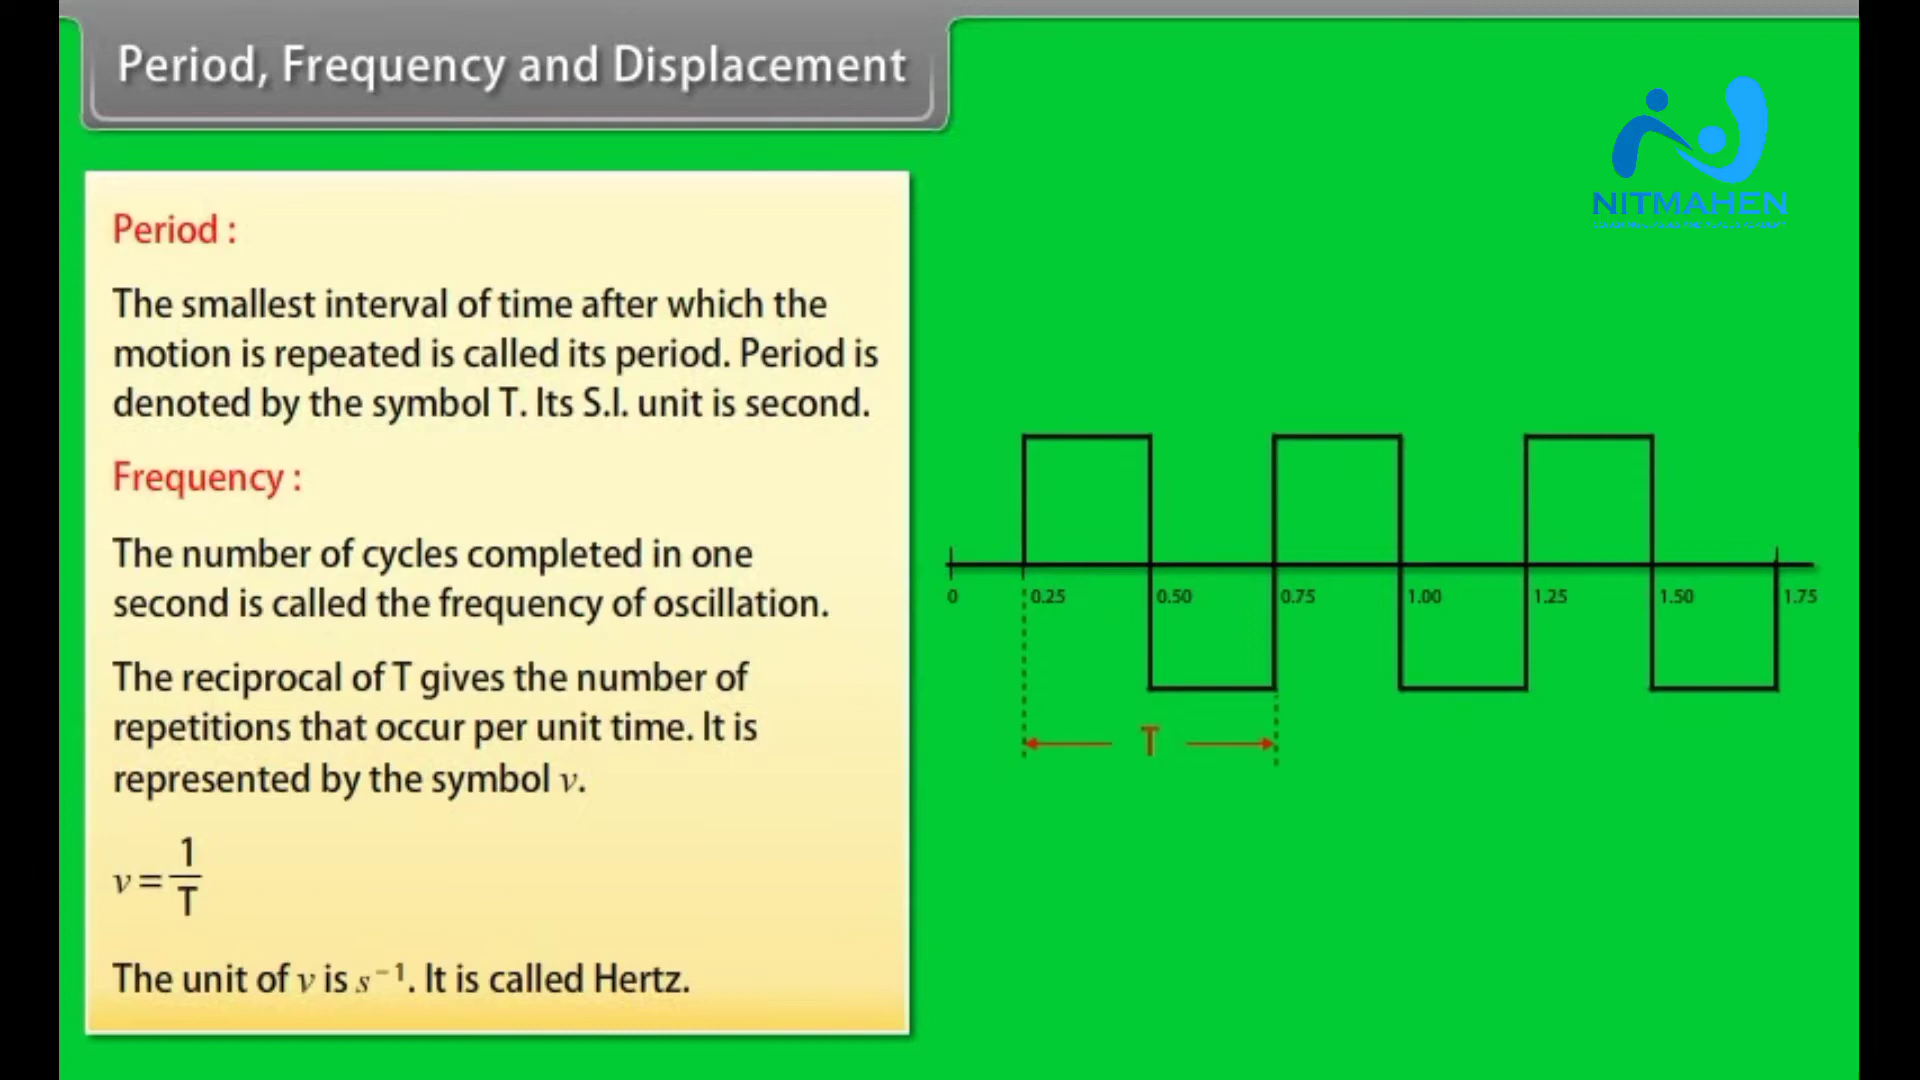 Period, Frequency and Displacement
NITMAHEN
Period :
The smallest interval of time after which the
motion is repeated is called its period. Period is
denoted by the symbol T. Its S.I. unit is second.
Frequency :
The number of cycles completed in one
second is called the frequency of oscillation.
The reciprocal of T gives the number of
repetitions that occur per unit time. It is
represented by the symbol ν.
ν = 1/T
The unit of ν is s⁻¹. It is called Hertz.
0 0.25 0.50 0.75 1.00 1.25 1.50 1.75
T